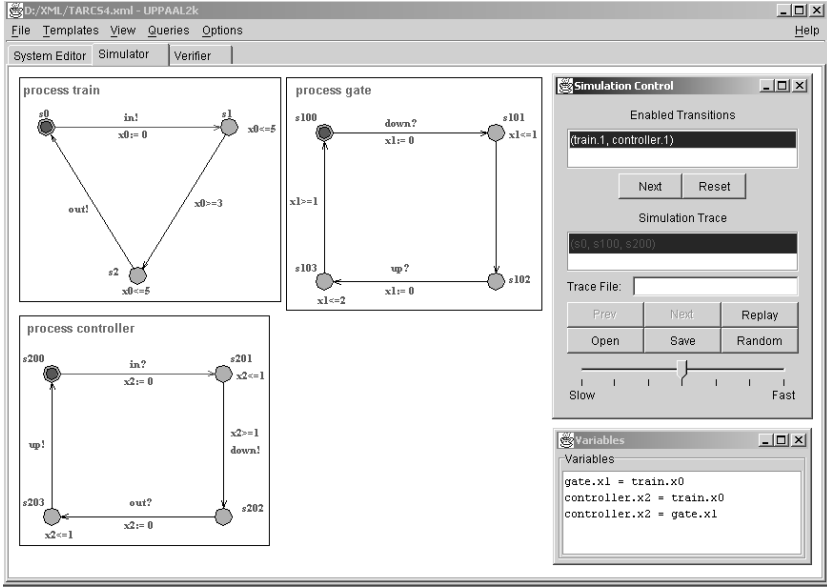 D:/XML/TARCS4.xml - UPPAAL2k
File Templates View Queries Options Help
System Editor Simulator Verifier
process train
s0
in!
x0:= 0
s1
x0<=5
out!
x0>=3
s2
x0<=5
process gate
s100
down?
x1:= 0
s101
x1<=1
x1>=1
s103
up?
x1:= 0
s102
x1<=2
process controller
s200
in?
x2:= 0
s201
x2<=1
up!
x2>=1
down!
s203
out?
x2:= 0
s202
x2<=1
Simulation Control
Enabled Transitions
(train.1, controller.1)
Next Reset
Simulation Trace
(s0, s100, s200)
Trace File:
Prev Next Replay
Open Save Random
Slow Fast
Variables
Variables
gate.x1 = train.x0
controller.x2 = train.x0
controller.x2 = gate.x1